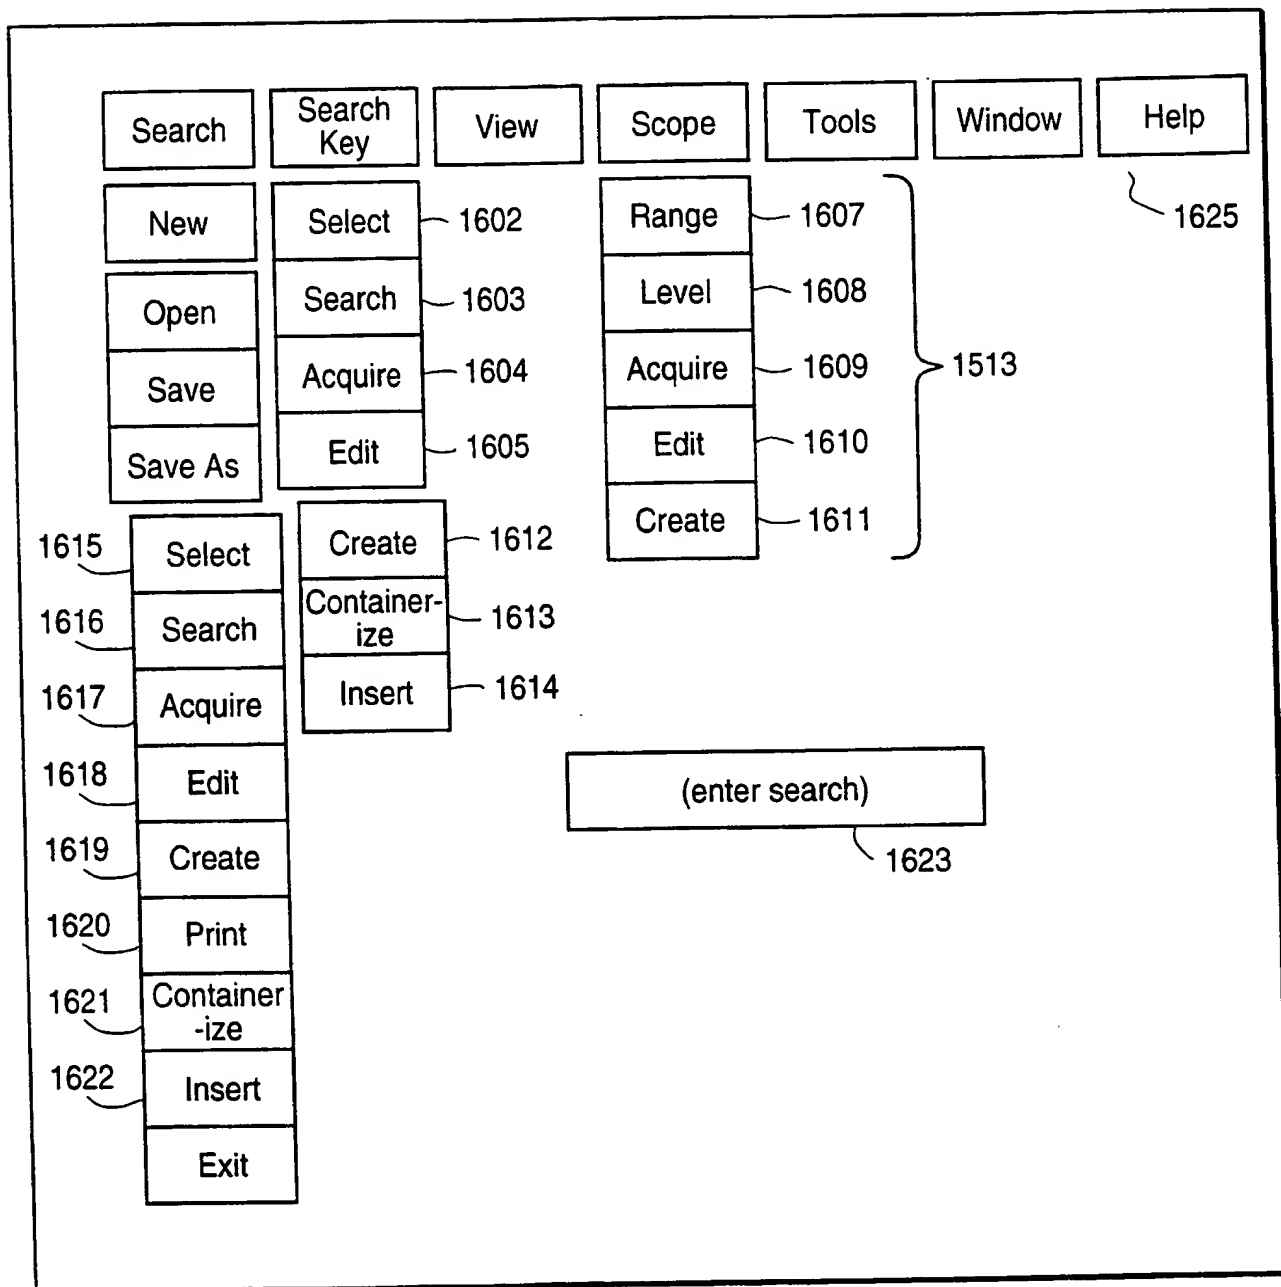 Search
Search
Key
View
Scope
Tools
Window
Help
1625
New
Open
Save
Save As
Select 1602
Search 1603
Acquire 1604
Edit 1605
Range 1607
Level 1608
Acquire 1609
Edit 1610
Create 1611
1513
1615 Select
1616 Search
1617 Acquire
1618 Edit
1619 Create
1620 Print
1621 Container
-ize
1622 Insert
Exit
Create 1612
Container-
ize 1613
Insert 1614
(enter search)
1623